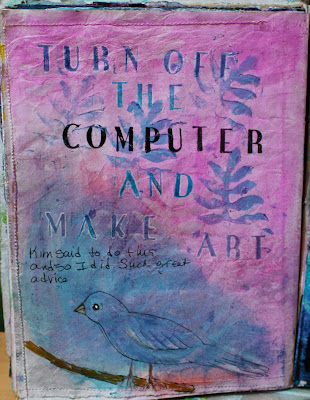 TURN OFF
THE
COMPUTER
AND
MAKE ART
Kim said to do this
and so I did. Such great
advice